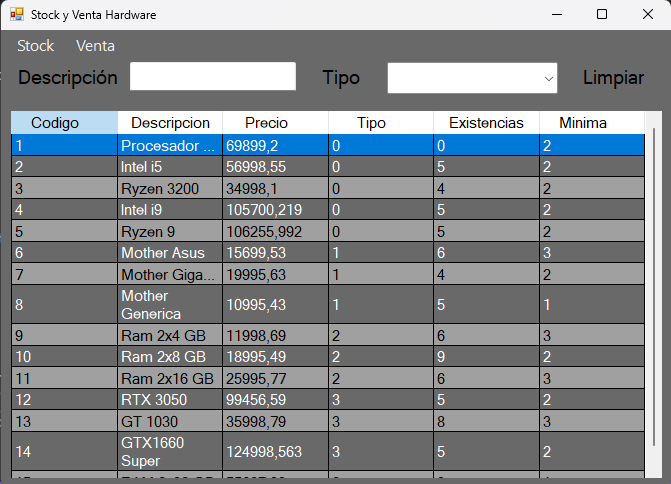 Stock y Venta Hardware
Stock Venta
Descripción Tipo Limpiar
Codigo Descripcion Precio Tipo Existencias Minima
1 Procesador ... 69899,2 0 0 2
2 Intel i5 56998,55 0 5 2
3 Ryzen 3200 34998,1 0 4 2
4 Intel i9 105700,219 0 5 2
5 Ryzen 9 106255,992 0 5 2
6 Mother Asus 15699,53 1 6 3
7 Mother Giga... 19995,63 1 4 2
8 Mother Generica 10995,43 1 5 1
9 Ram 2x4 GB 11998,69 2 6 3
10 Ram 2x8 GB 18995,49 2 9 2
11 Ram 2x16 GB 25995,77 2 6 3
12 RTX 3050 99456,59 3 5 2
13 GT 1030 35998,79 3 8 3
14 GTX1660 Super 124998,563 3 5 2